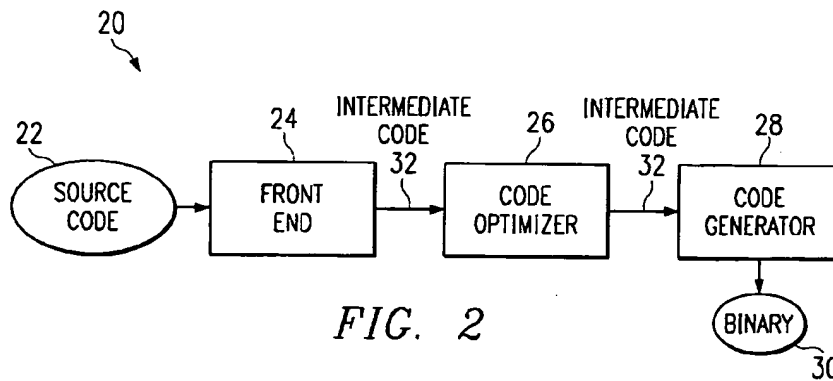 20
22
SOURCE
CODE
24
FRONT
END
INTERMEDIATE
CODE
32
26
CODE
OPTIMIZER
INTERMEDIATE
CODE
32
28
CODE
GENERATOR
BINARY
30
FIG. 2